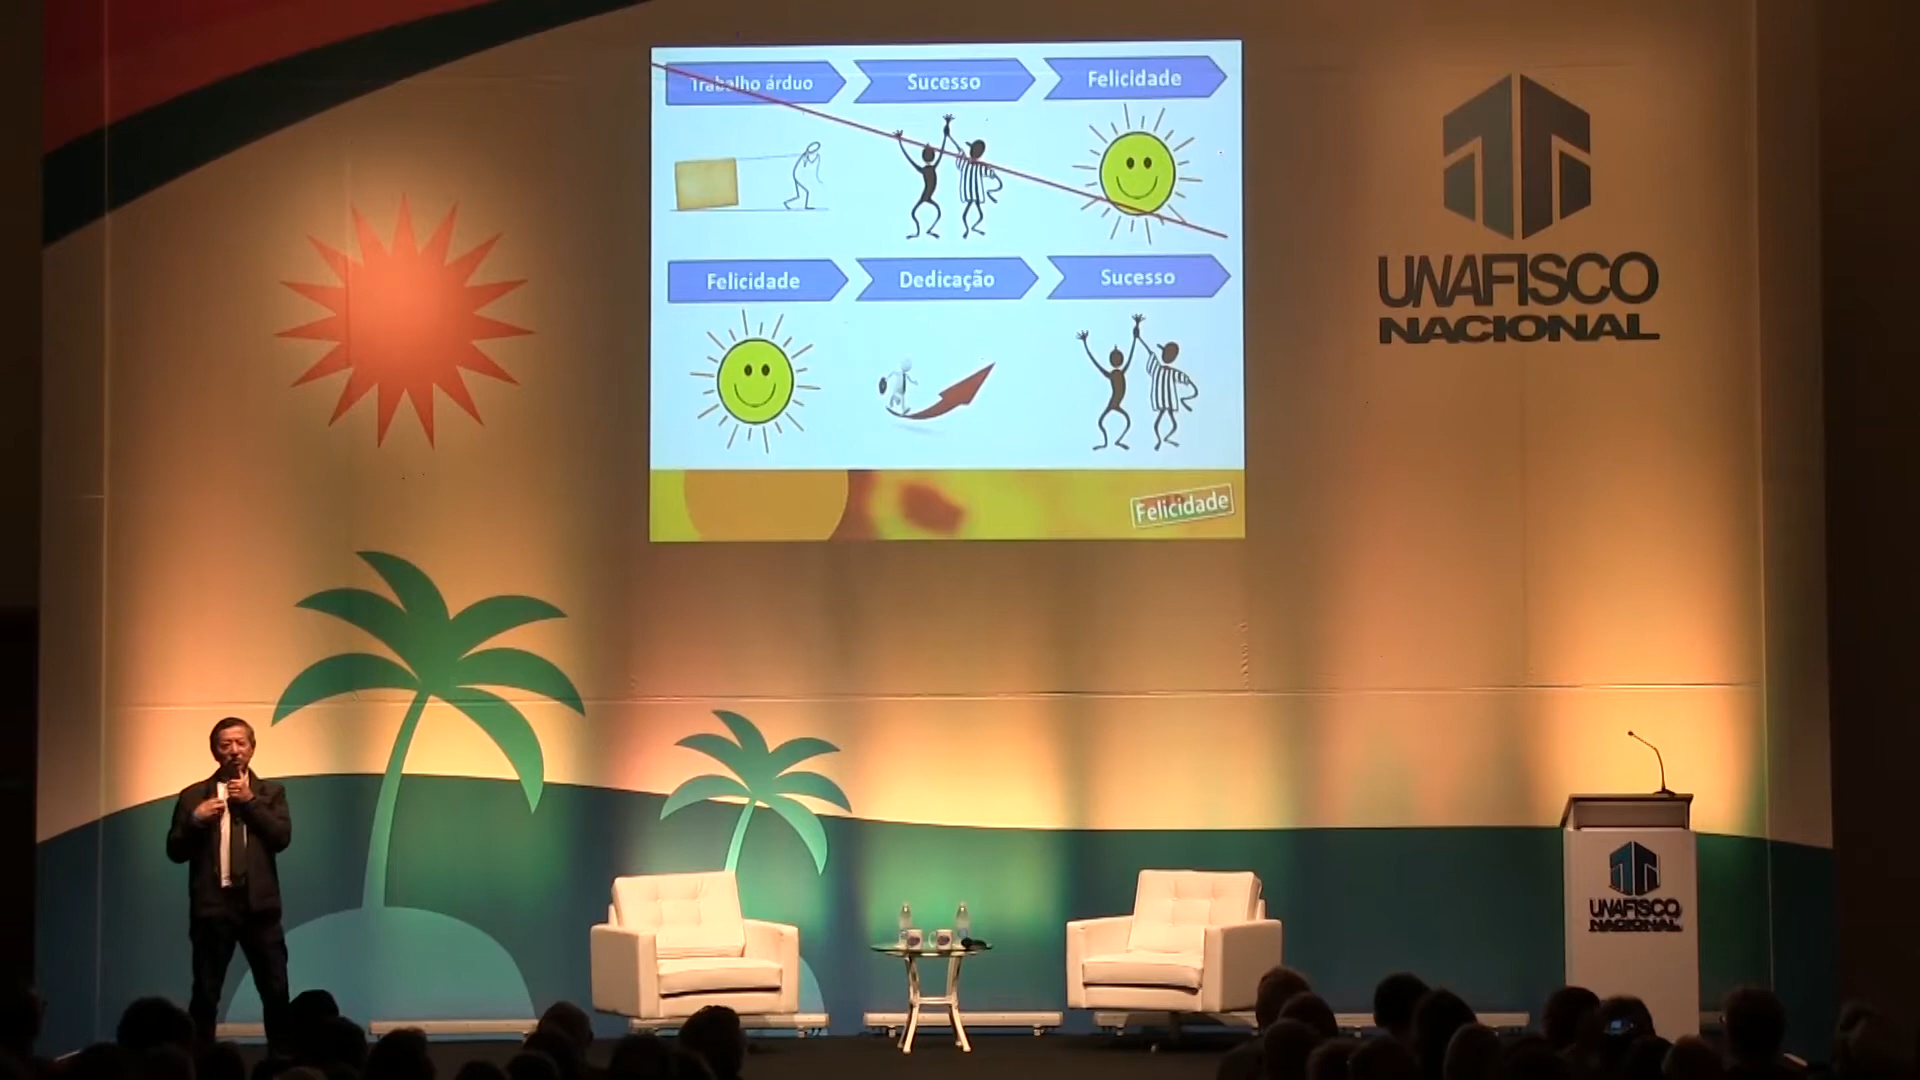 Trabalho árduo
Sucesso
Felicidade
Felicidade
Dedicação
Sucesso
Felicidade
UNAFISCO
NACIONAL
UNAFISCO
NACIONAL